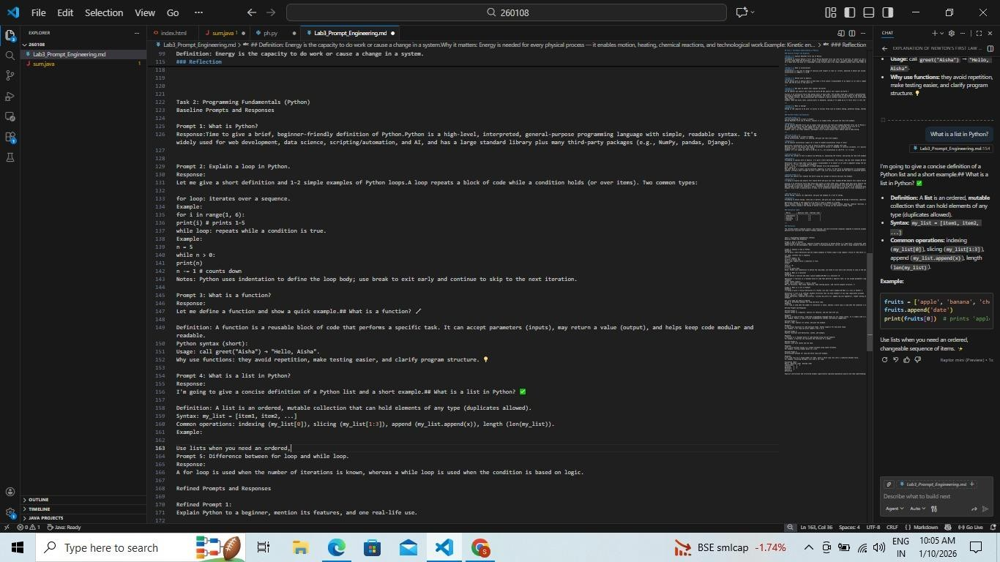 File Edit Selection View Go ··· 260108
EXPLORER ···
260108
Lab3_Prompt_Engineering.md
sum.java 1
OUTLINE
TIMELINE
JAVA PROJECTS
index.html sum.java 1 ph.py Lab3_Prompt_Engineering.md
Lab3_Prompt_Engineering.md > ## Definition: Energy is the capacity to do work or cause a change in a system.Why it matters: Energy is needed for every physical process — it enables motion, heating, chemical reactions, and technological work.Example: Kinetic en... > ### Reflection
99 Definition: Energy is the capacity to do work or cause a change in a system.
115 ### Reflection
118
119
120
121
122 Task 2: Programming Fundamentals (Python)
123 Baseline Prompts and Responses
124
125 Prompt 1: What is Python?
126 Response:Time to give a brief, beginner-friendly definition of Python.Python is a high-level, interpreted, general-purpose programming language with simple, readable syntax. It's
widely used for web development, data science, scripting/automation, and AI, and has a large standard library plus many third-party packages (e.g., NumPy, pandas, Django).
127
128
129 Prompt 2: Explain a loop in Python.
130 Response:
131 Let me give a short definition and 1–2 simple examples of Python loops.A loop repeats a block of code while a condition holds (or over items). Two common types:
132
133 for loop: iterates over a sequence.
134 Example:
135 for i in range(1, 6):
136 print(i) # prints 1–5
137 while loop: repeats while a condition is true.
138 Example:
139 n = 5
140 while n > 0:
141 print(n)
142 n -= 1 # counts down
143 Notes: Python uses indentation to define the loop body; use break to exit early and continue to skip to the next iteration.
144
145 Prompt 3: What is a function?
146 Response:
147 Let me define a function and show a quick example.## What is a function? 🔧
148
149 Definition: A function is a reusable block of code that performs a specific task. It can accept parameters (inputs), may return a value (output), and helps keep code modular and
readable.
150 Python syntax (short):
151 Usage: call greet("Aisha") → "Hello, Aisha".
152 Why use functions: they avoid repetition, make testing easier, and clarify program structure. 💡
153
154 Prompt 4: What is a list in Python?
155 Response:
156 I'm going to give a concise definition of a Python list and a short example.## What is a list in Python? ✅
157
158 Definition: A list is an ordered, mutable collection that can hold elements of any type (duplicates allowed).
159 Syntax: my_list = [item1, item2, ...]
160 Common operations: indexing (my_list[0]), slicing (my_list[1:3]), append (my_list.append(x)), length (len(my_list)).
161 Example:
162
163 Use lists when you need an ordered,
164 Prompt 5: Difference between for loop and while loop.
165 Response:
166 A for loop is used when the number of iterations is known, whereas a while loop is used when the condition is based on logic.
167
168 Refined Prompts and Responses
169
170 Refined Prompt 1:
171 Explain Python to a beginner, mention its features, and one real-life use.
172
CHAT
EXPLANATION OF NEWTON'S FIRST LAW ...
• Usage: call greet("Aisha") → "Hello,
Aisha".
• Why use functions: they avoid repetition,
make testing easier, and clarify program
structure. 💡
What is a list in Python?
Lab3_Prompt_Engineering.md:154
I'm going to give a concise definition of a
Python list and a short example.## What is a
list in Python? ✅
• Definition: A list is an ordered, mutable
collection that can hold elements of any
type (duplicates allowed).
• Syntax: my_list = [item1, item2,
...]
• Common operations: indexing
(my_list[0]), slicing (my_list[1:3]),
append (my_list.append(x)), length
(len(my_list)).
Example:
fruits = ['apple', 'banana', 'che
fruits.append('date')
print(fruits[0]) # prints 'apple
Use lists when you need an ordered,
changeable sequence of items. ✨
Raptor mini (Preview) • 1x
Lab3_Prompt_Engineering.md
Describe what to build next
Agent Auto
0 1 Java: Ready Ln 163, Col 36 Spaces: 4 UTF-8 CRLF {} Markdown Go Live
Type here to search BSE smlcap -1.74% ENG IN 10:05 AM 1/10/2026